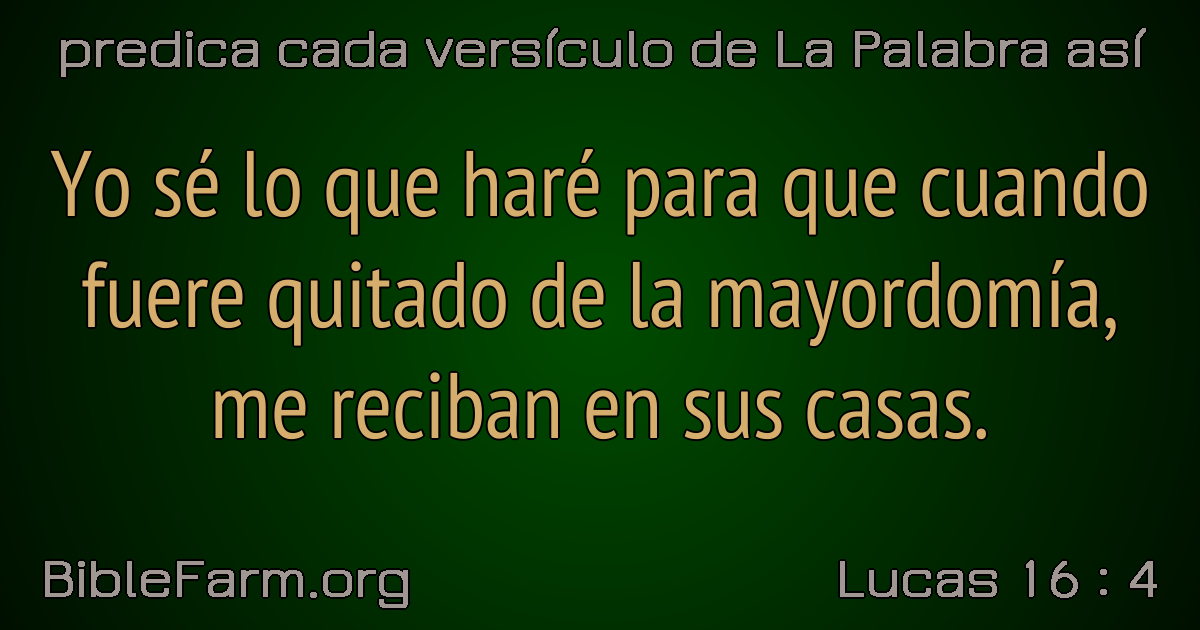 predica cada versículo de La Palabra así
Yo sé lo que haré para que cuando
fuere quitado de la mayordomía,
me reciban en sus casas.
BibleFarm.org
Lucas 16 : 4